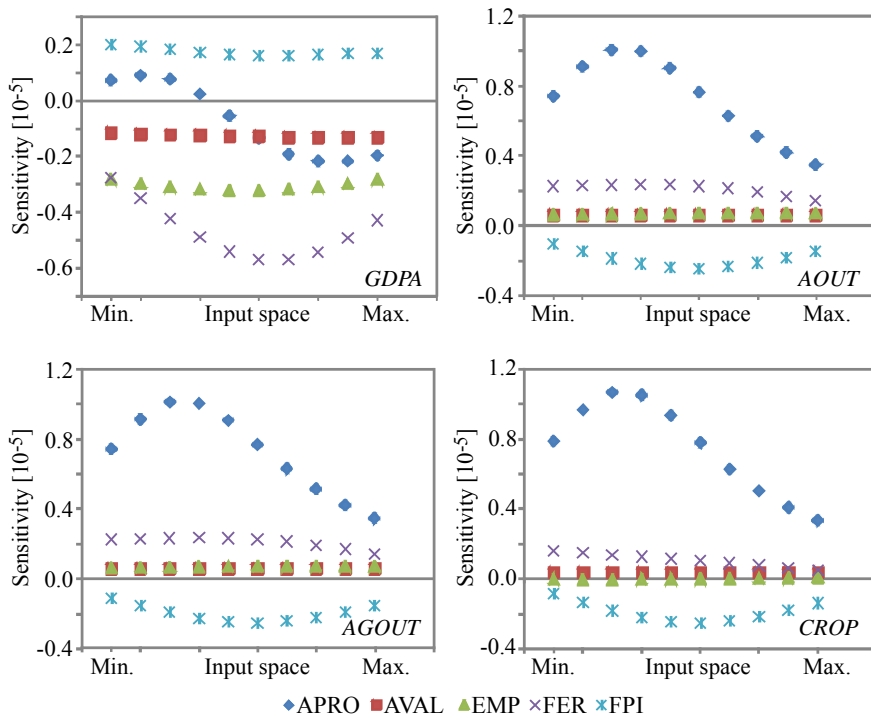 Sensitivity [10⁻⁵]
0.2
0.0
-0.2
-0.4
-0.6
GDPA
Min. Input space Max.
Sensitivity [10⁻⁵]
1.2
0.8
0.4
0.0
-0.4
AOUT
Min. Input space Max.
Sensitivity [10⁻⁵]
1.2
0.8
0.4
0.0
-0.4
AGOUT
Min. Input space Max.
Sensitivity [10⁻⁵]
1.2
0.8
0.4
0.0
-0.4
CROP
Min. Input space Max.
APRO AVAL EMP FER FPI